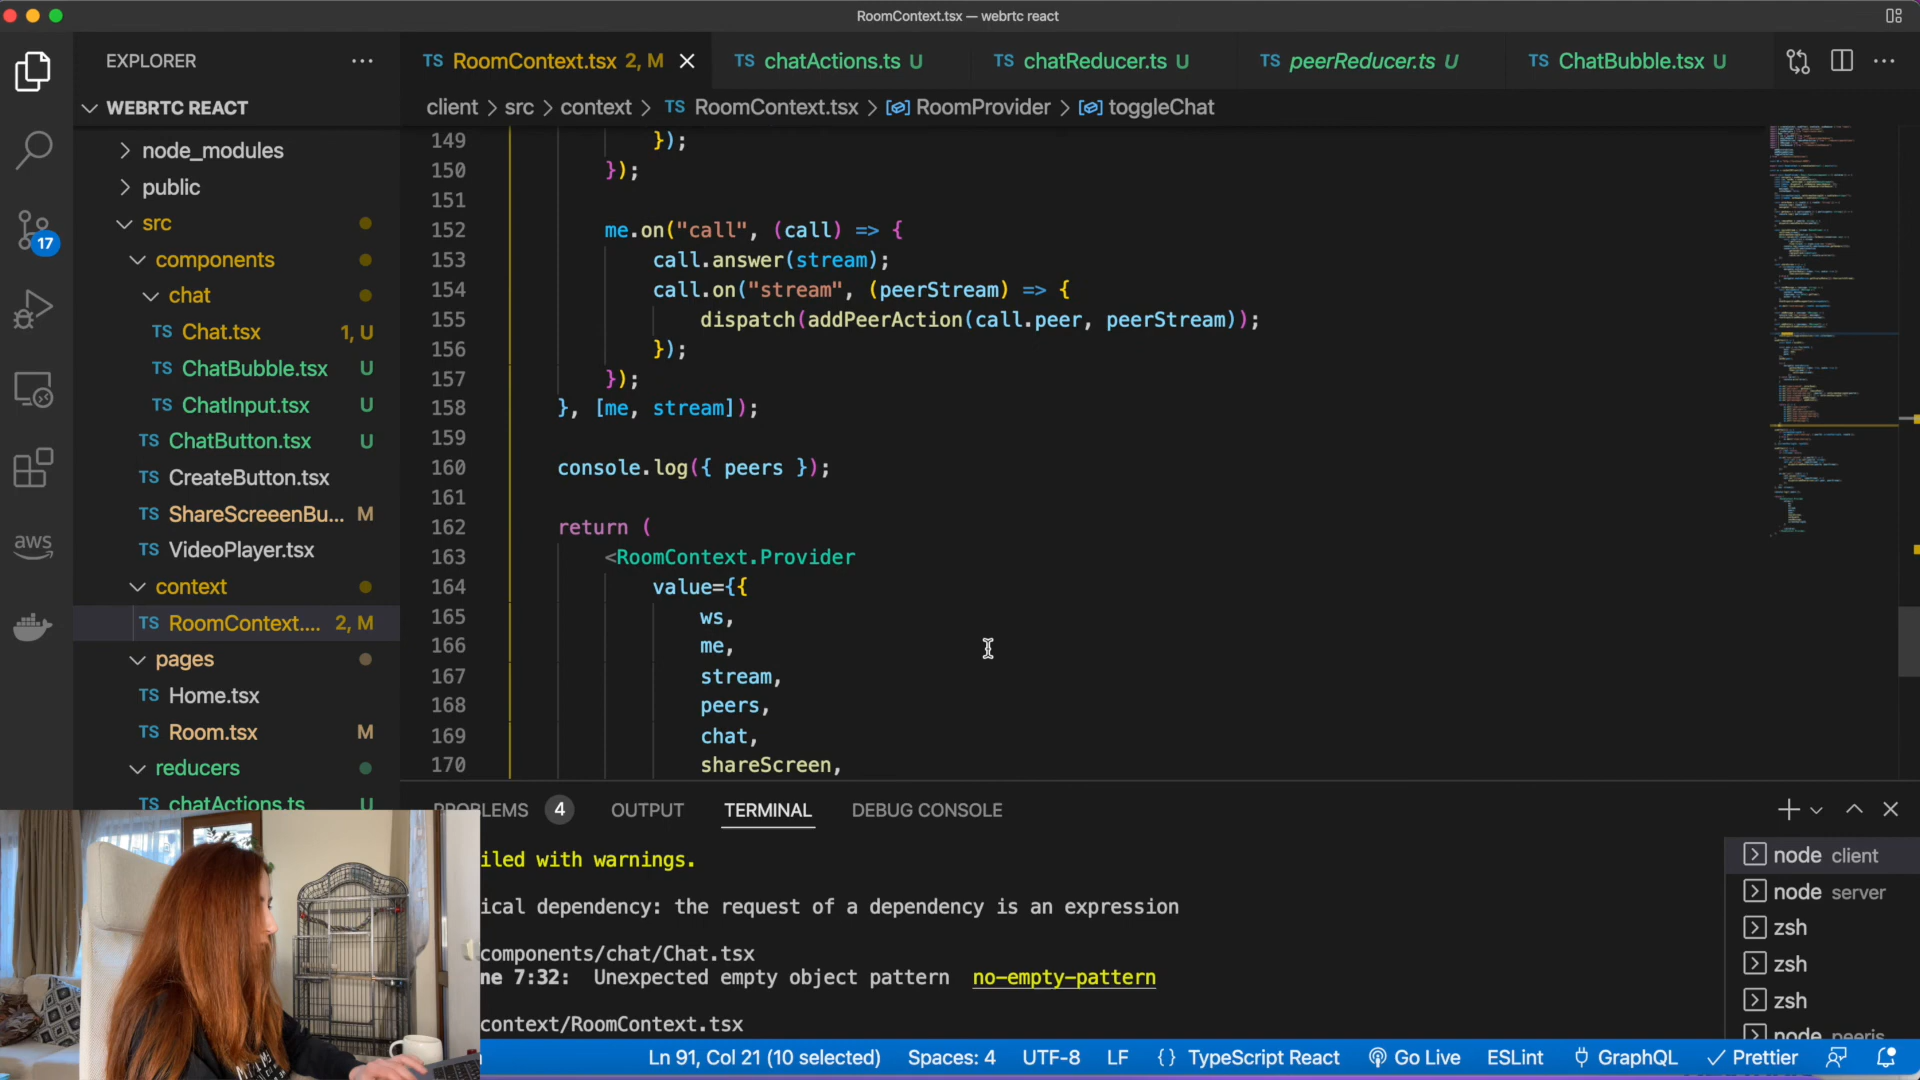 RoomContext.tsx — webrtc react
EXPLORER
WEBRTC REACT
node_modules
public
src
components
chat
TS Chat.tsx 1, U
TS ChatBubble.tsx U
TS ChatInput.tsx U
TS ChatButton.tsx U
TS CreateButton.tsx
TS ShareScreeenBu... M
TS VideoPlayer.tsx
context
TS RoomContext.... 2, M
pages
TS Home.tsx
TS Room.tsx M
reducers
TS chatActions.ts U
17
aws
TS RoomContext.tsx 2, M
TS chatActions.ts U
TS chatReducer.ts U
TS peerReducer.ts U
TS ChatBubble.tsx U
client > src > context > TS RoomContext.tsx > RoomProvider > toggleChat
149 });
150 });
151
152 me.on("call", (call) => {
153 call.answer(stream);
154 call.on("stream", (peerStream) => {
155 dispatch(addPeerAction(call.peer, peerStream));
156 });
157 });
158 }, [me, stream]);
159
160 console.log({ peers });
161
162 return (
163 <RoomContext.Provider
164 value={{
165 ws,
166 me,
167 stream,
168 peers,
169 chat,
170 shareScreen,
PROBLEMS 4 OUTPUT TERMINAL DEBUG CONSOLE
iled with warnings.
ical dependency: the request of a dependency is an expression
components/chat/Chat.tsx
ne 7:32: Unexpected empty object pattern no-empty-pattern
context/RoomContext.tsx
node client
node server
zsh
zsh
zsh
node peerjs
Ln 91, Col 21 (10 selected) Spaces: 4 UTF-8 LF {} TypeScript React Go Live ESLint GraphQL Prettier